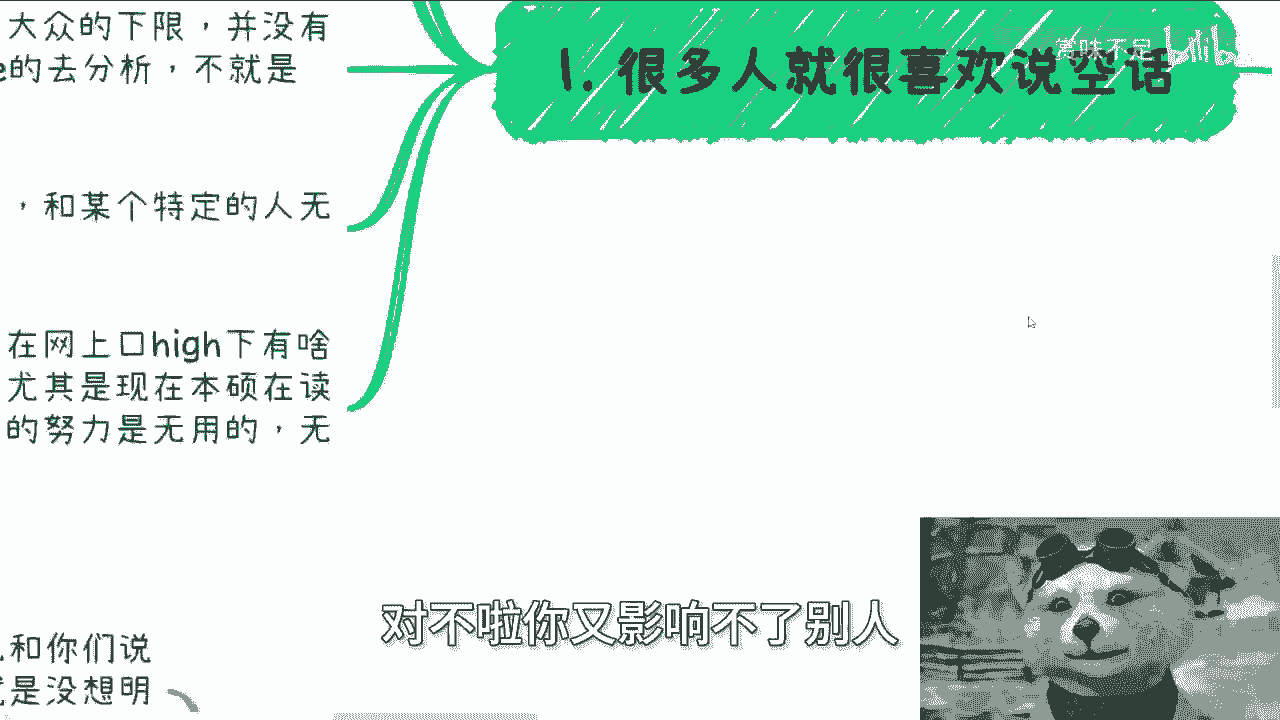 大众的下限，并没有
e的去分析，不就是
1. 很多人就很喜欢说空话
，和某个特定的人无
在网上口high下有啥
尤其是现在本硕在读
的努力是无用的，无
对不啦你又影响不了别人
和你们说
是没想明